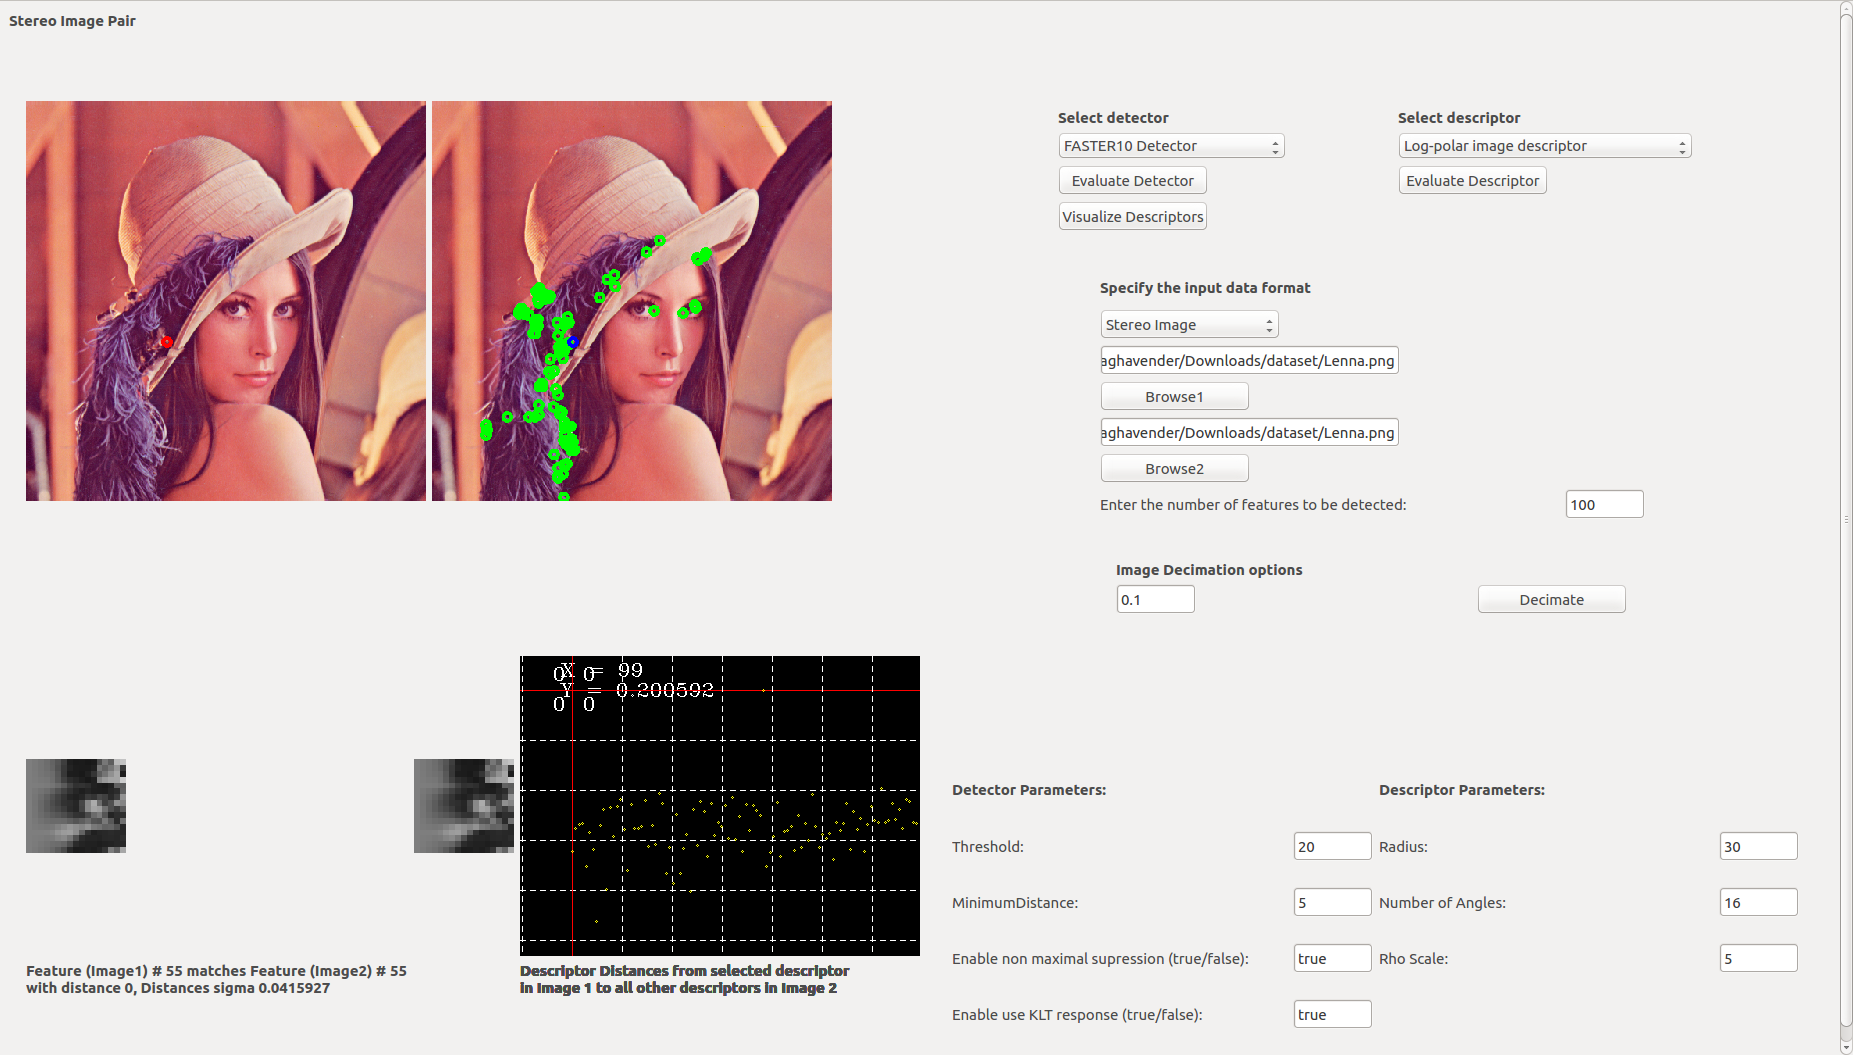 Stereo Image Pair
Select detector
Select descriptor
FASTER10 Detector
Log-polar image descriptor
Evaluate Detector
Evaluate Descriptor
Visualize Descriptors
Specify the input data format
Stereo Image
aghavender/Downloads/dataset/Lenna.png
Browse1
aghavender/Downloads/dataset/Lenna.png
Browse2
Enter the number of features to be detected:
100
Image Decimation options
0.1
Decimate
X = 99
0 0
Y = 0.200592
0 0
Detector Parameters:
Descriptor Parameters:
Threshold:
20
Radius:
30
MinimumDistance:
5
Number of Angles:
16
Enable non maximal supression (true/false):
true
Rho Scale:
5
Enable use KLT response (true/false):
true
Feature (Image1) # 55 matches Feature (Image2) # 55
with distance 0, Distances sigma 0.0415927
Descriptor Distances from selected descriptor
in Image 1 to all other descriptors in Image 2